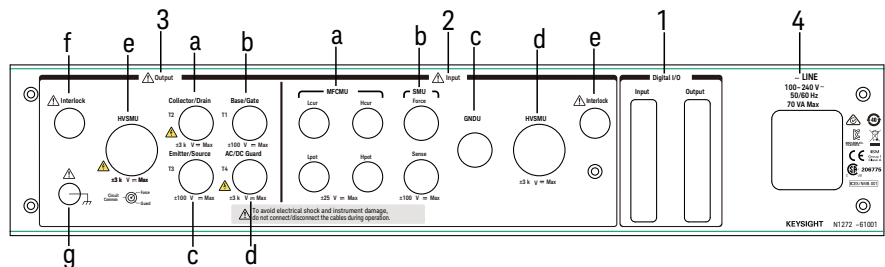 3
2
1
4
f
e
a
b
a
b
c
d
e
⚠ Output
⚠ Input
Digital I/O
⚠ Interlock
HVSMU
±3 k V ⎓ Max
Collector/Drain
T2
±3 k V ⎓ Max
Base/Gate
T1
±100 V ⎓ Max
Emitter/Source
T3
±100 V ⎓ Max
AC/DC Guard
T4
±3 k V ⎓ Max
Circuit Common
Force
Guard
MFCMU
Lcur
Hcur
Lpot
Hpot
±25 V ⎓ Max
SMU
Force
Sense
±100 V ⎓ Max
GNDU
HVSMU
±3 k V ⎓ Max
⚠ Interlock
Input
Output
~ LINE
100-240 V~
50/60 Hz
70 VA Max
To avoid electrical shock and instrument damage,
do not connect/disconnect the cables during operation.
206775
KEYSIGHT N1272 -61001
g
c
d